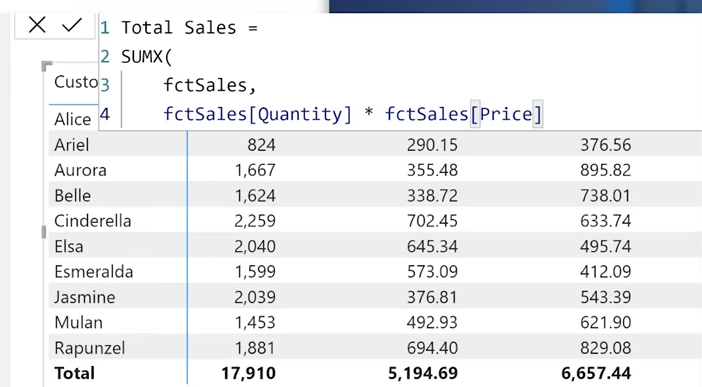 1 Total Sales =
2 SUMX(
3 fctSales,
4 fctSales[Quantity] * fctSales[Price]
Custo
Alice
Ariel 824 290.15 376.56
Aurora 1,667 355.48 895.82
Belle 1,624 338.72 738.01
Cinderella 2,259 702.45 633.74
Elsa 2,040 645.34 495.74
Esmeralda 1,599 573.09 412.09
Jasmine 2,039 376.81 543.39
Mulan 1,453 492.93 621.90
Rapunzel 1,881 694.40 829.08
Total 17,910 5,194.69 6,657.44